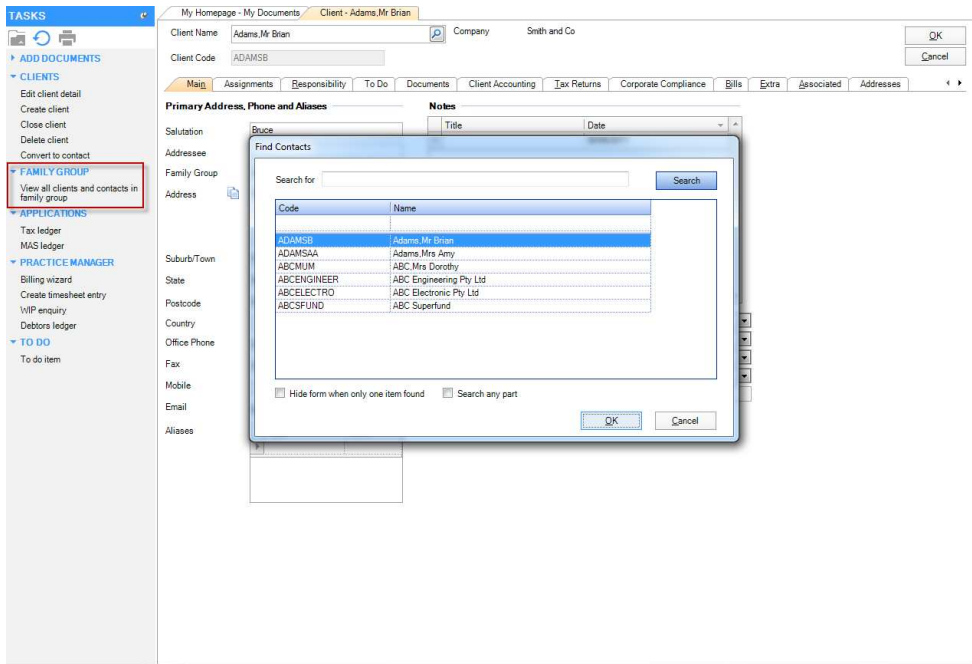 TASKS
ADD DOCUMENTS
CLIENTS
Edit client detail
Create client
Close client
Delete client
Convert to contact
FAMILY GROUP
View all clients and contacts in
family group
APPLICATIONS
Tax ledger
MAS ledger
PRACTICE MANAGER
Billing wizard
Create timesheet entry
WIP enquiry
Debtors ledger
TO DO
To do item
My Homepage - My Documents Client - Adams,Mr Brian
Client Name Adams,Mr Brian Company Smith and Co OK
Client Code ADAMSB Cancel
Main Assignments Responsibility To Do Documents Client Accounting Tax Returns Corporate Compliance Bills Extra Associated Addresses
Primary Address, Phone and Aliases Notes
Salutation Bruce Title Date
Addressee
Family Group
Address
Suburb/Town
State
Postcode
Country
Office Phone
Fax
Mobile
Email
Aliases
Find Contacts
Search for Search
Code Name
ADAMSB Adams,Mr Brian
ADAMSAA Adams,Mrs Amy
ABCMUM ABC,Mrs Dorothy
ABCENGINEER ABC Engineering Pty Ltd
ABCELECTRO ABC Electronic Pty Ltd
ABCSFUND ABC Superfund
Hide form when only one item found Search any part
OK Cancel